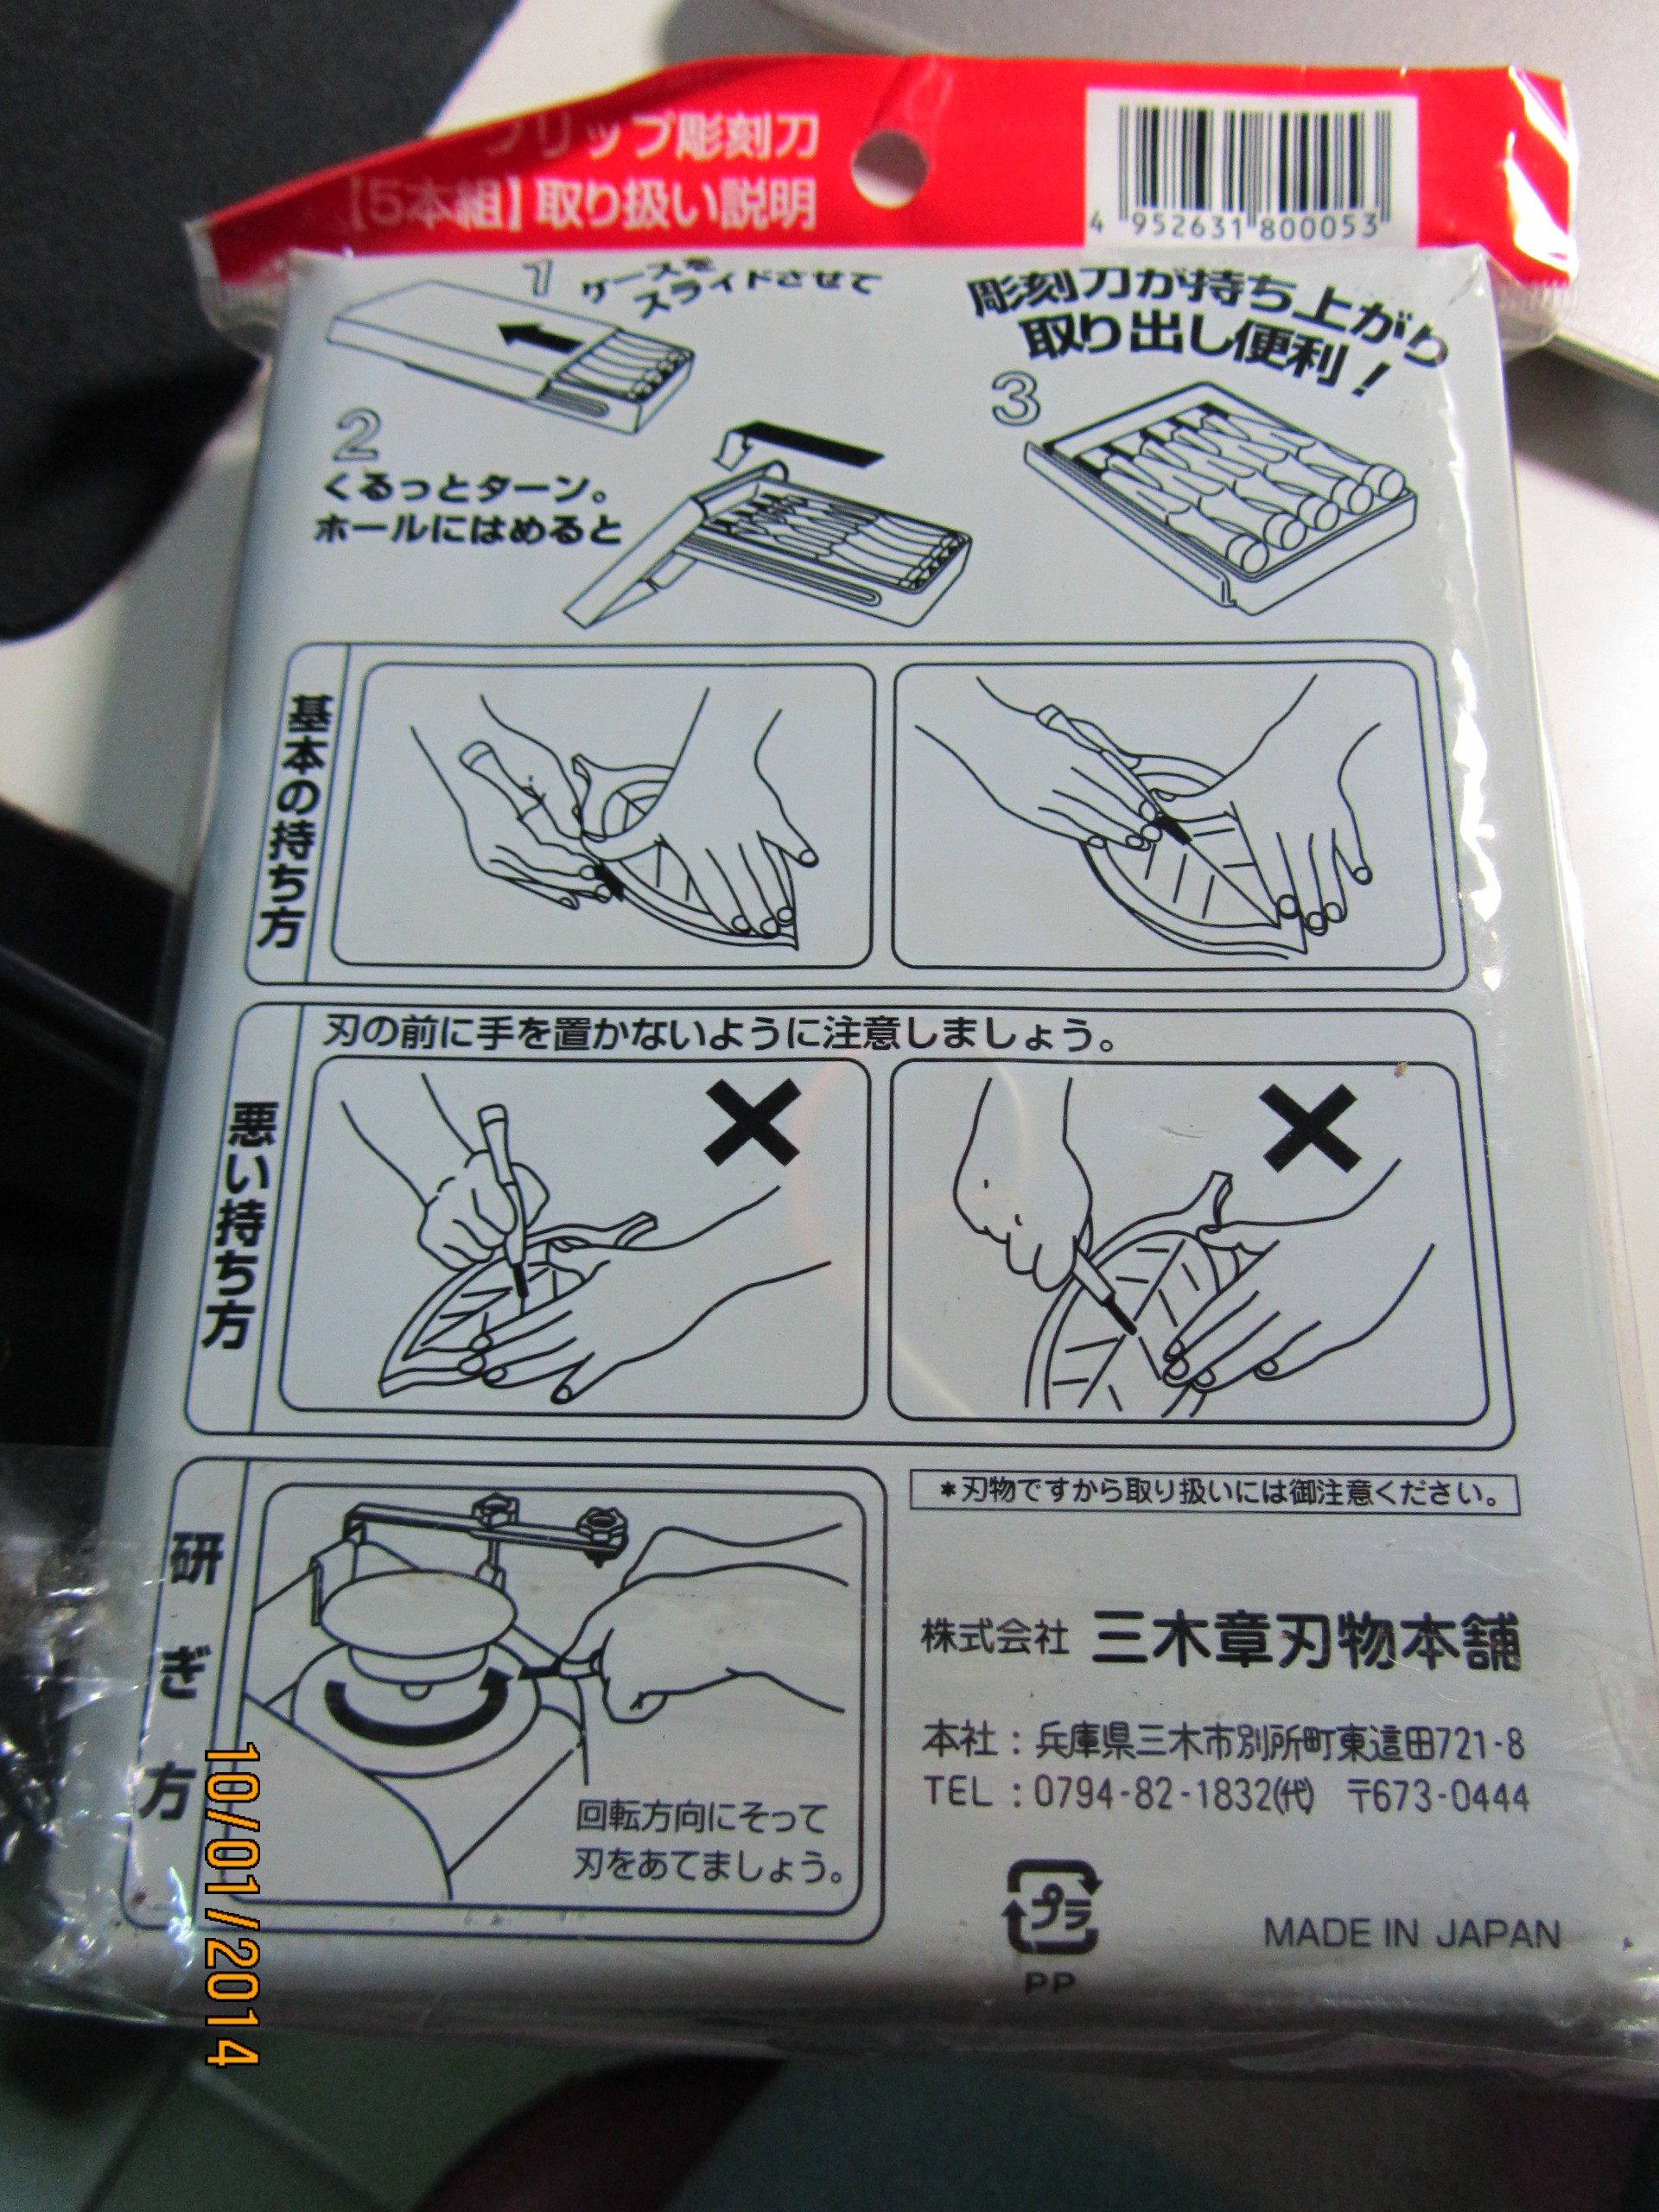 リップ彫刻刀
【5本組】取り扱い説明
4 952631 800053
1 ケースを
スライドさせて
彫刻刀が持ち上がり
取り出し便利！
2
くるっとターン。
ホールにはめると
3
基本の持ち方
刃の前に手を置かないように注意しましょう。
悪い持ち方
研ぎ方
回転方向にそって
刃をあてましょう。
*刃物ですから取り扱いには御注意ください。
株式会社 三木章刃物本舗
本社：兵庫県三木市別所町東這田721-8
TEL：0794-82-1832㈹ 〒673-0444
プラ
PP
MADE IN JAPAN
10/01/2014